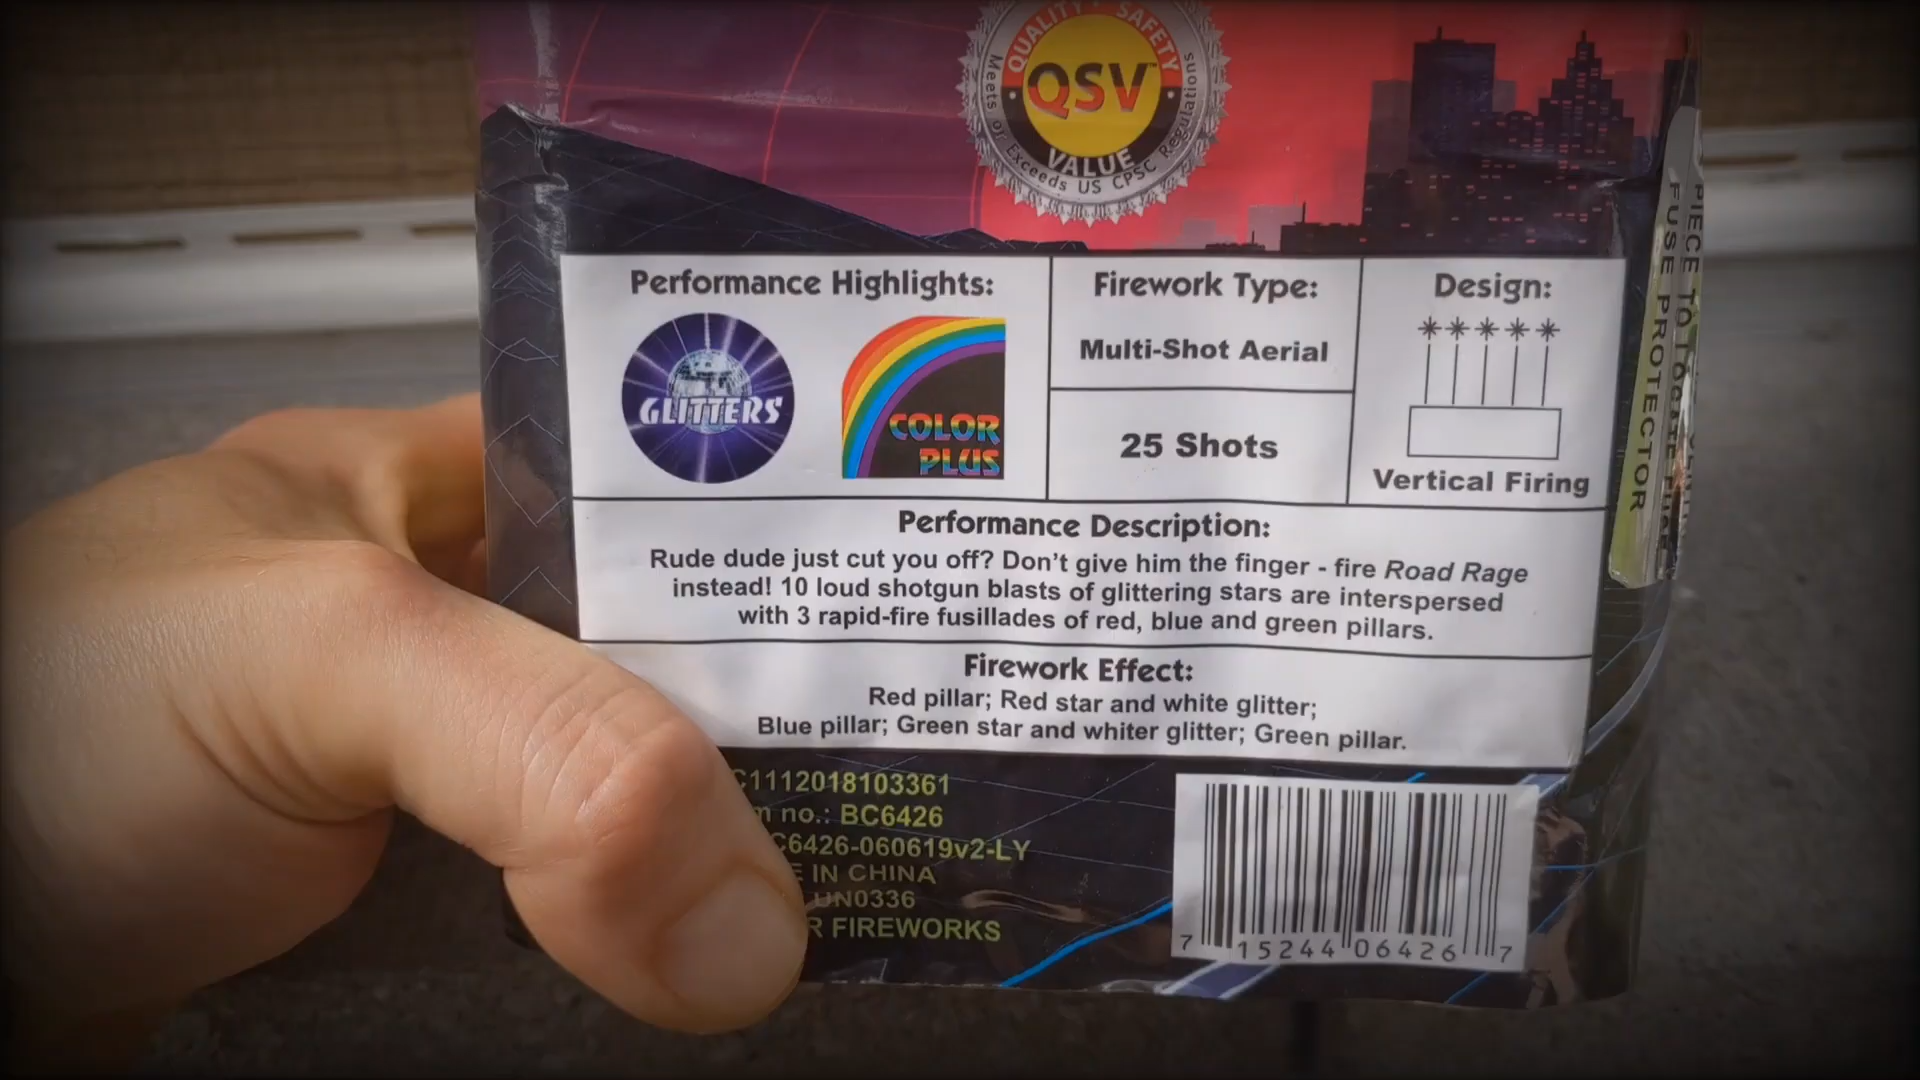 QUALITY • SAFETY
QSV™
VALUE
Meets or Exceeds US CPSC Regulations
Performance Highlights:
GLITTERS
COLOR
PLUS
Firework Type:
Multi-Shot Aerial
25 Shots
Design:
Vertical Firing
Performance Description:
Rude dude just cut you off? Don't give him the finger - fire Road Rage
instead! 10 loud shotgun blasts of glittering stars are interspersed
with 3 rapid-fire fusillades of red, blue and green pillars.
Firework Effect:
Red pillar; Red star and white glitter;
Blue pillar; Green star and whiter glitter; Green pillar.
C1112018103361
no.: BC6426
C6426-060619v2-LY
IN CHINA
UN0336
FIREWORKS
7 15244 06426 7
PIECE TO
FUSE PROTECTOR